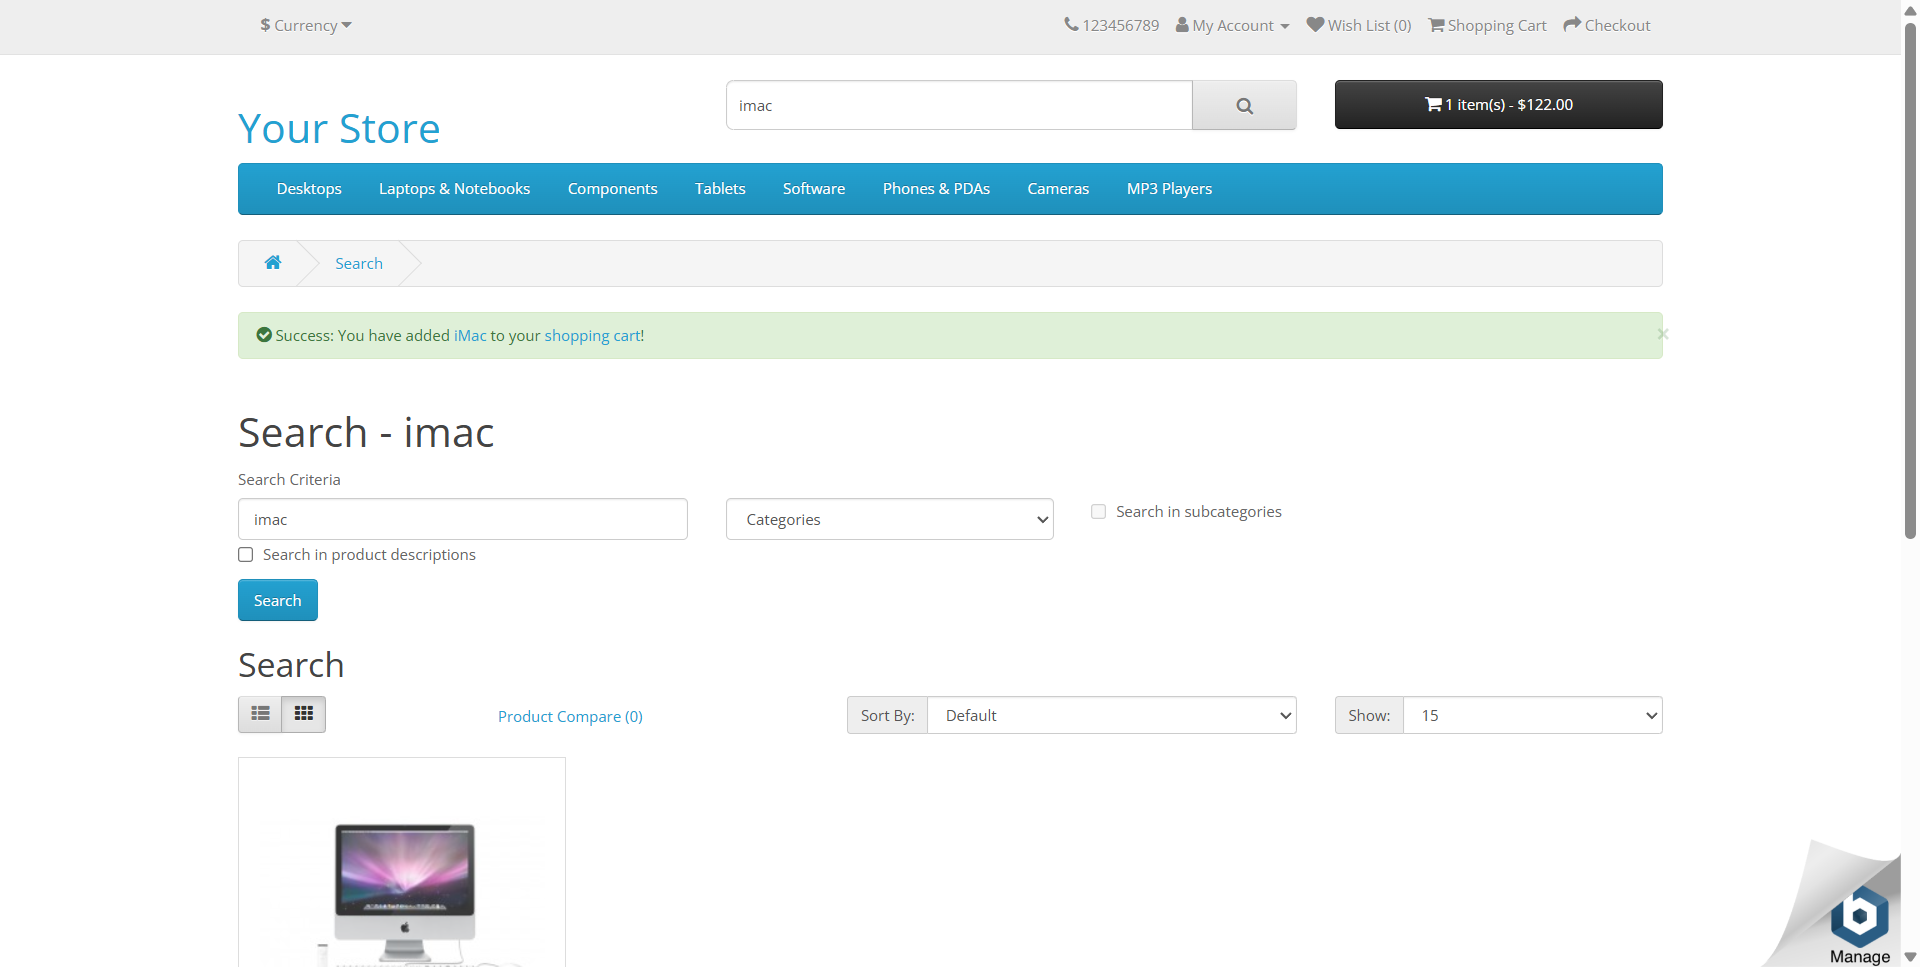 $ Currency
123456789 My Account Wish List (0) Shopping Cart Checkout
Your Store
imac
1 item(s) - $122.00
Desktops Laptops & Notebooks Components Tablets Software Phones & PDAs Cameras MP3 Players
Search
Success: You have added iMac to your shopping cart!
×
Search - imac
Search Criteria
imac
Categories
Search in subcategories
Search in product descriptions
Search
Search
Product Compare (0)
Sort By: Default
Show: 15
b
Manage